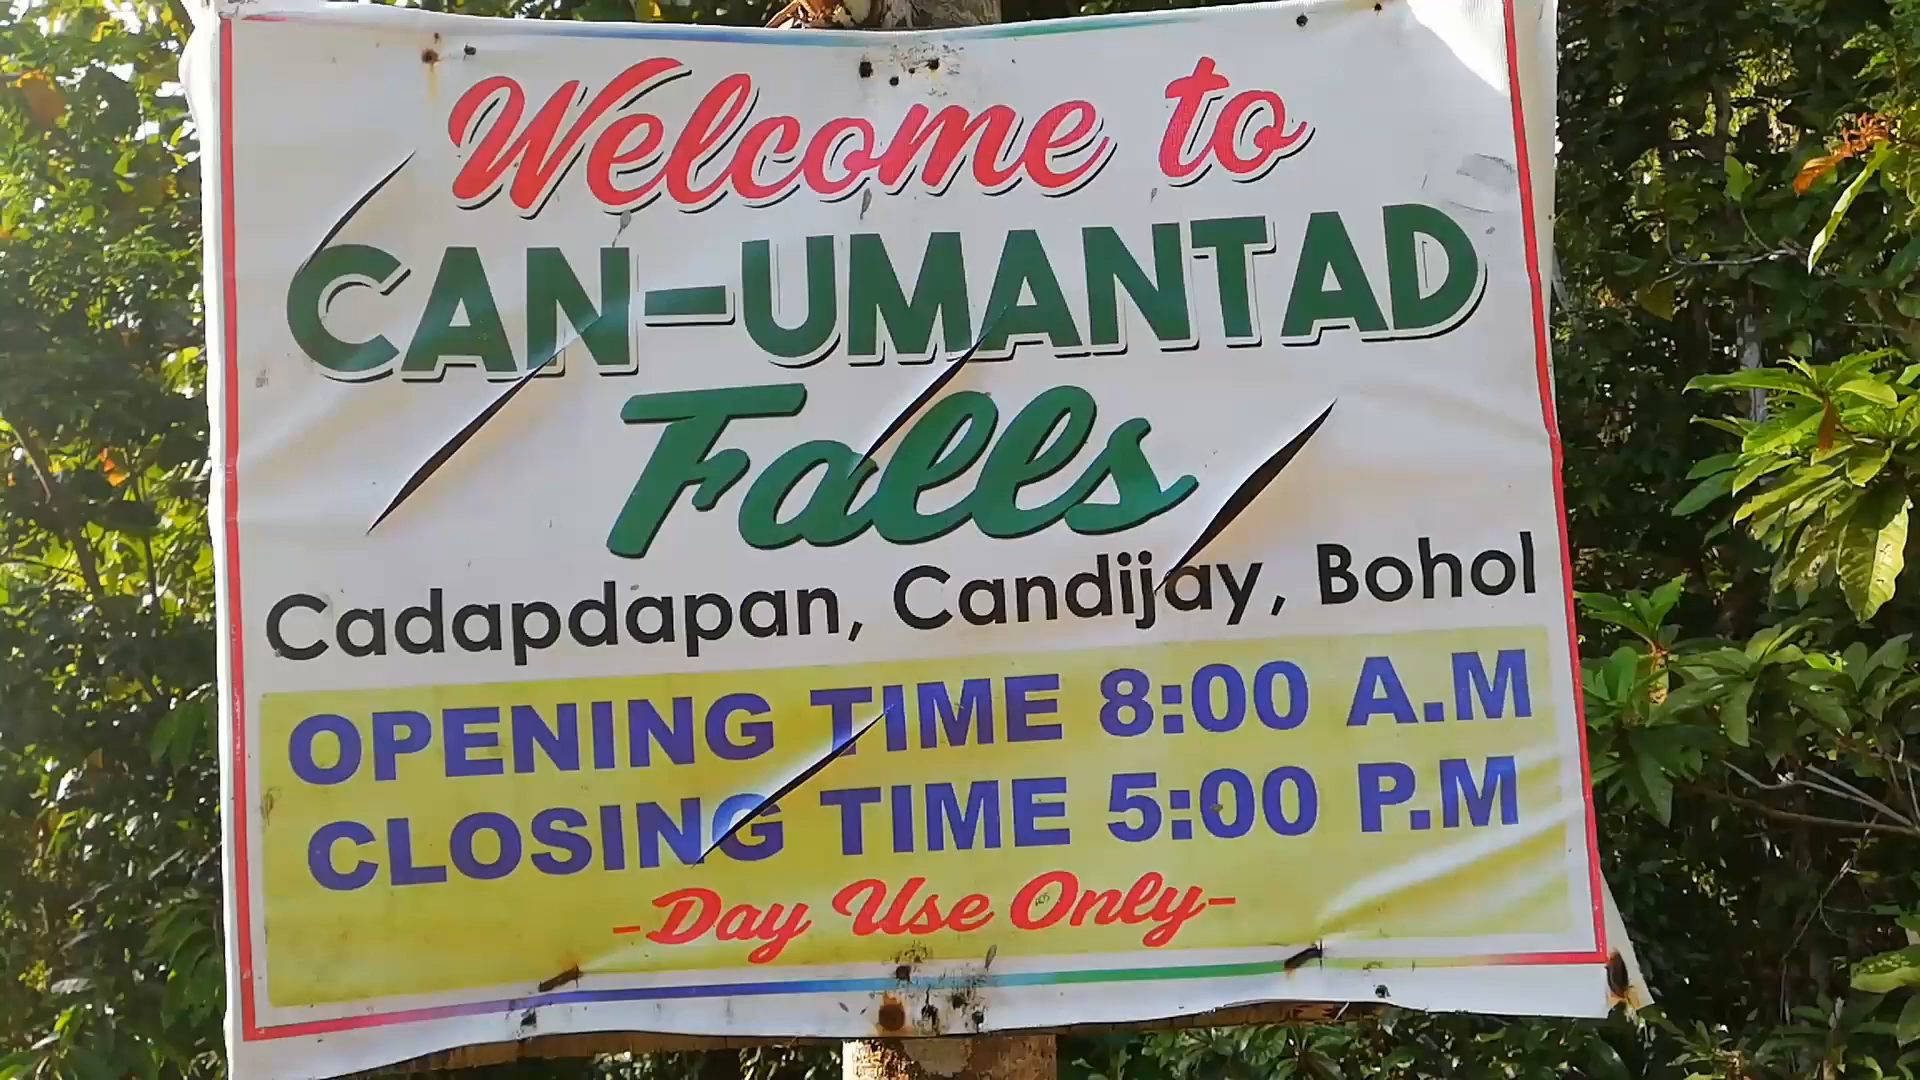 Welcome to
CAN-UMANTAD
Falls
Cadapdapan, Candijay, Bohol
OPENING TIME 8:00 A.M
CLOSING TIME 5:00 P.M
-Day Use Only-